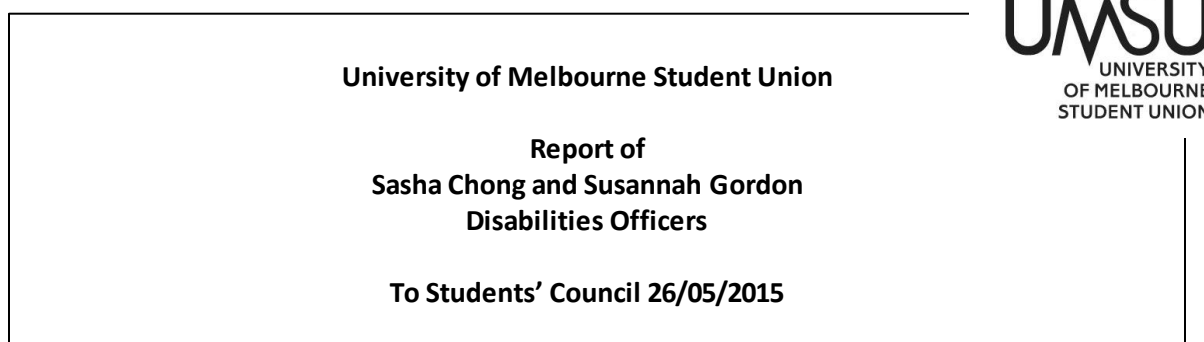 UMSU
UNIVERSITY
OF MELBOURNE
STUDENT UNION
University of Melbourne Student Union
Report of
Sasha Chong and Susannah Gordon
Disabilities Officers
To Students’ Council 26/05/2015